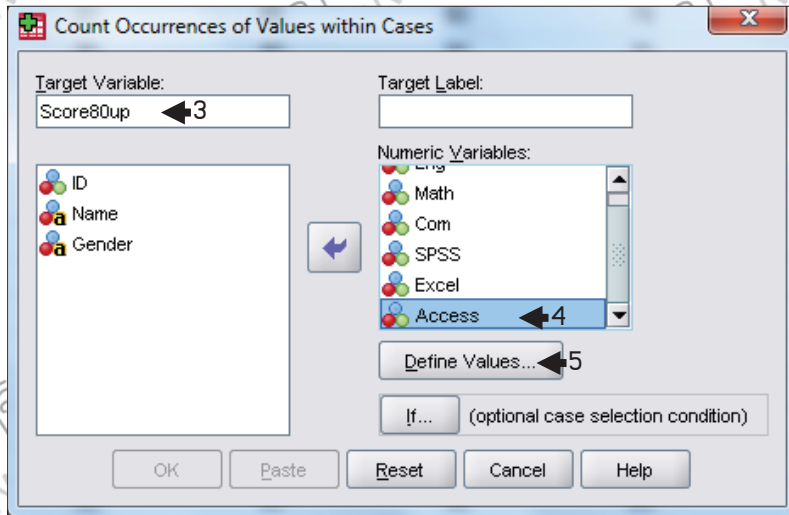 Count Occurrences of Values within Cases
Target Variable:
Score80up 3
Target Label:
ID
Name
Gender
Numeric Variables:
Eng
Math
Com
SPSS
Excel
Access 4
Define Values... 5
If... (optional case selection condition)
OK Paste Reset Cancel Help